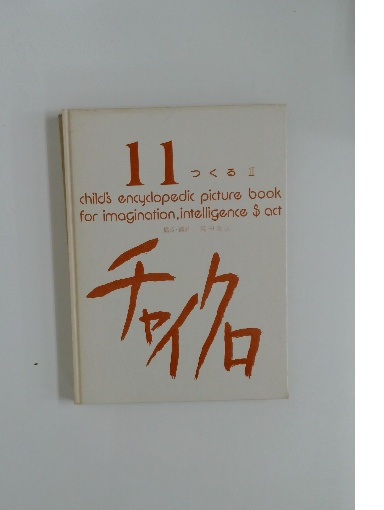 11 つくる II
child's encyclopedic picture book
for imagination, intelligence $ act
チャイクロ